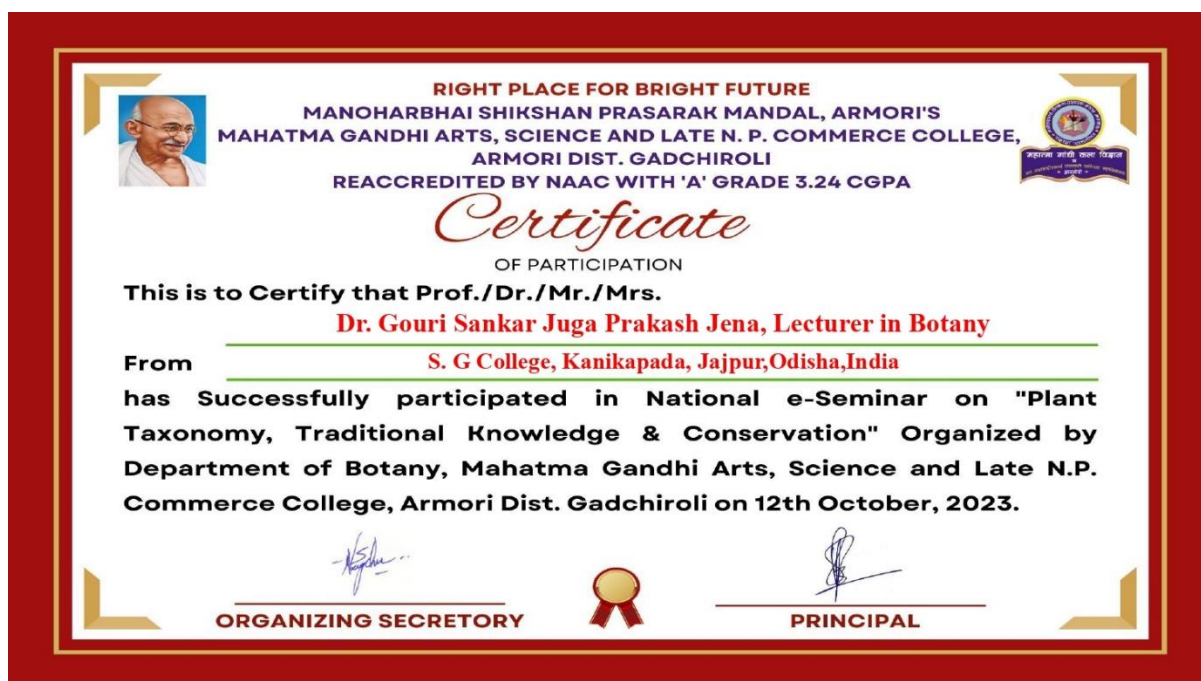 RIGHT PLACE FOR BRIGHT FUTURE
MANOHARBHAI SHIKSHAN PRASARAK MANDAL, ARMORI'S
MAHATMA GANDHI ARTS, SCIENCE AND LATE N. P. COMMERCE COLLEGE,
ARMORI DIST. GADCHIROLI
REACCREDITED BY NAAC WITH 'A' GRADE 3.24 CGPA
महात्मा गांधी कला विज्ञान
Certificate
OF PARTICIPATION
This is to Certify that Prof./Dr./Mr./Mrs.
Dr. Gouri Sankar Juga Prakash Jena, Lecturer in Botany
From S. G College, Kanikapada, Jajpur,Odisha,India
has Successfully participated in National e-Seminar on "Plant
Taxonomy, Traditional Knowledge & Conservation" Organized by
Department of Botany, Mahatma Gandhi Arts, Science and Late N.P.
Commerce College, Armori Dist. Gadchiroli on 12th October, 2023.
ORGANIZING SECRETORY
PRINCIPAL